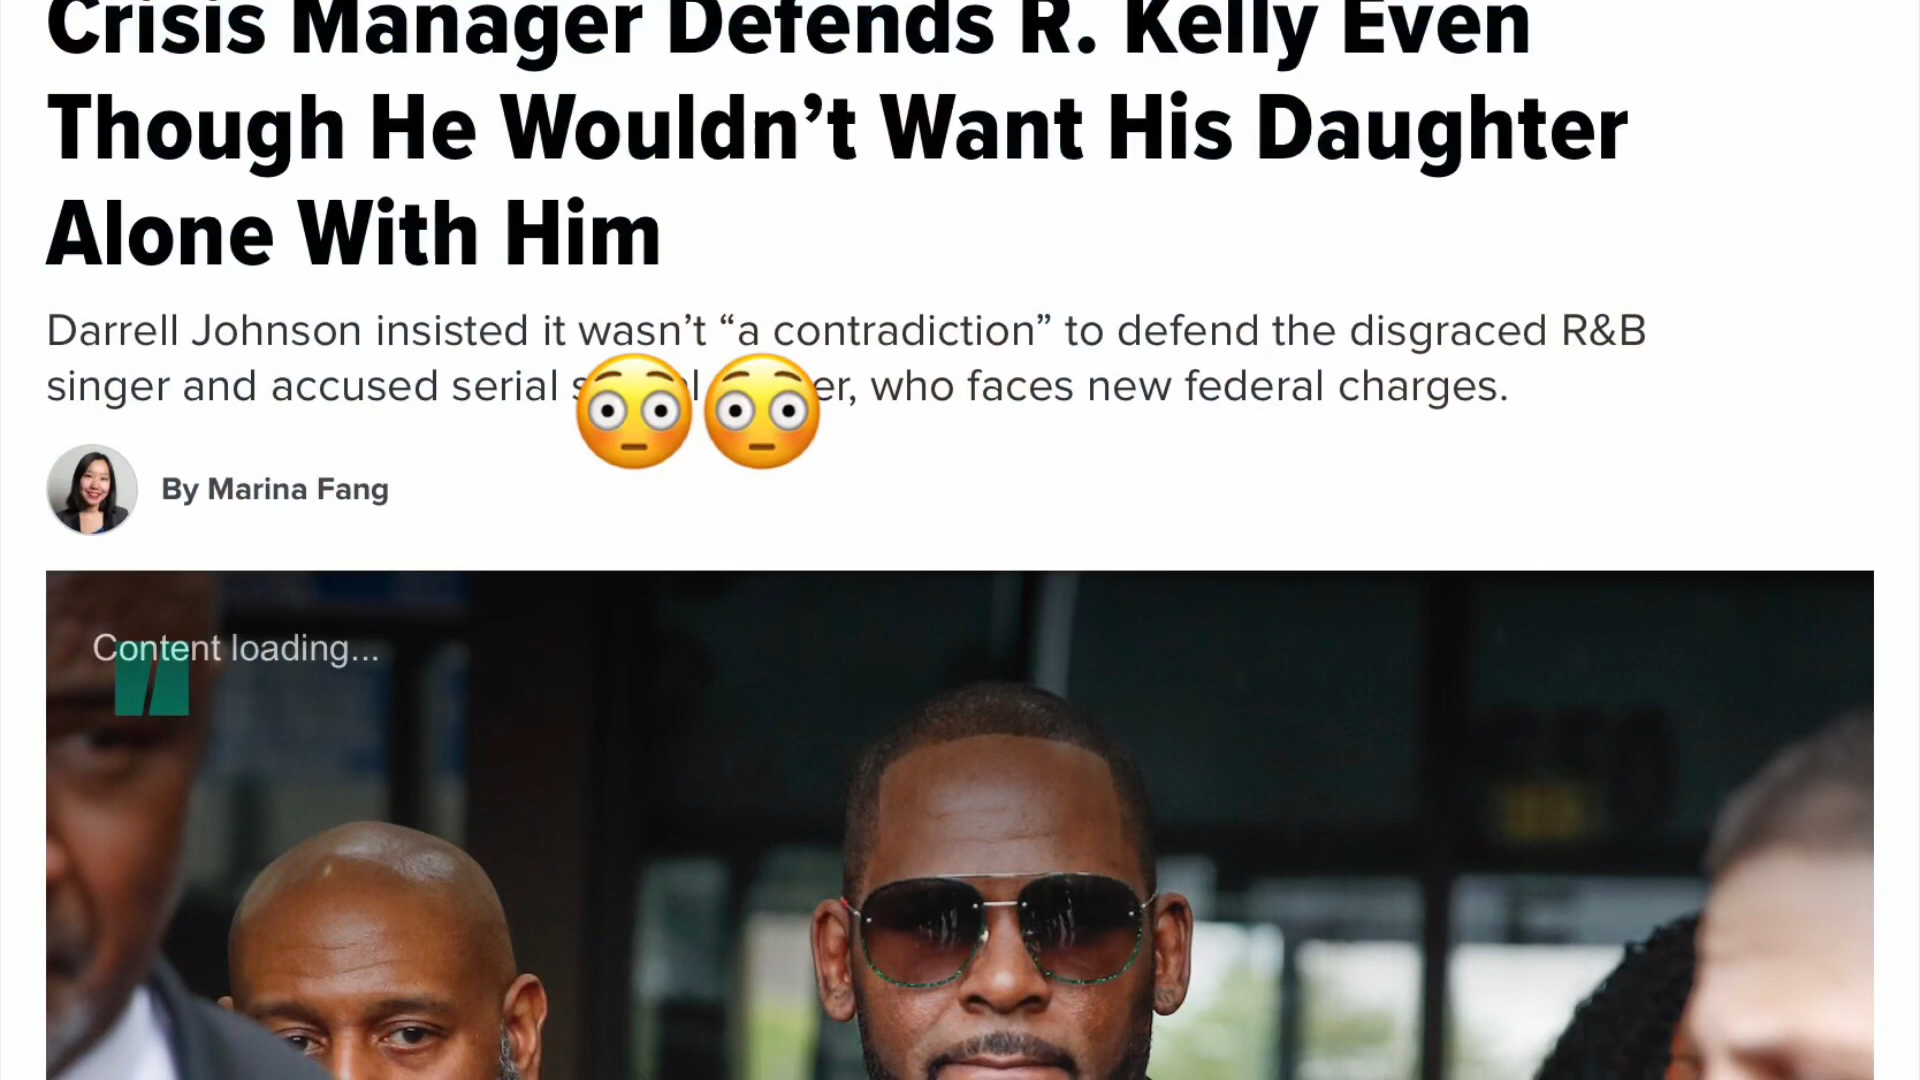 Crisis Manager Defends R. Kelly Even
Though He Wouldn’t Want His Daughter
Alone With Him
Darrell Johnson insisted it wasn’t “a contradiction” to defend the disgraced R&B
singer and accused serial er, who faces new federal charges.
By Marina Fang
Content loading...